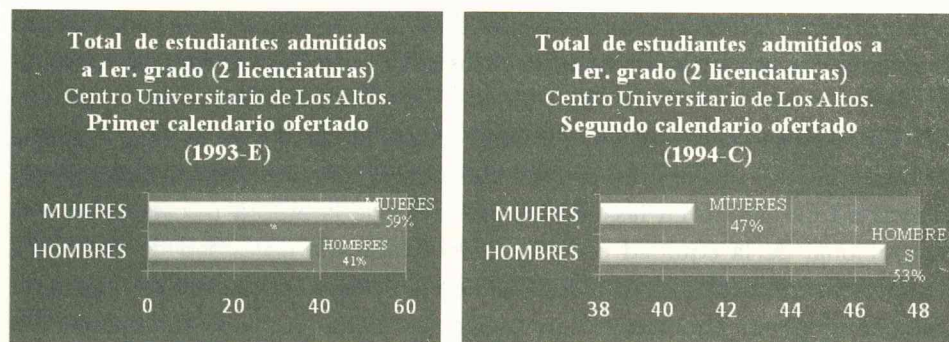 Total de estudiantes admitidos
a 1er. grado (2 licenciaturas)
Centro Universitario de Los Altos.
Primer calendario ofertado
(1993-E)
MUJERES
MUJERES
59%
%
HOMBRES
HOMBRES
41%
0 20 40 60
Total de estudiantes admitidos a
1er. grado (2 licenciaturas)
Centro Universitario de Los Altos.
Segundo calendario ofertado
(1994-C)
MUJERES
MUJERES
47%
HOMBRES
HOMBRE
S
53%
38 40 42 44 46 48